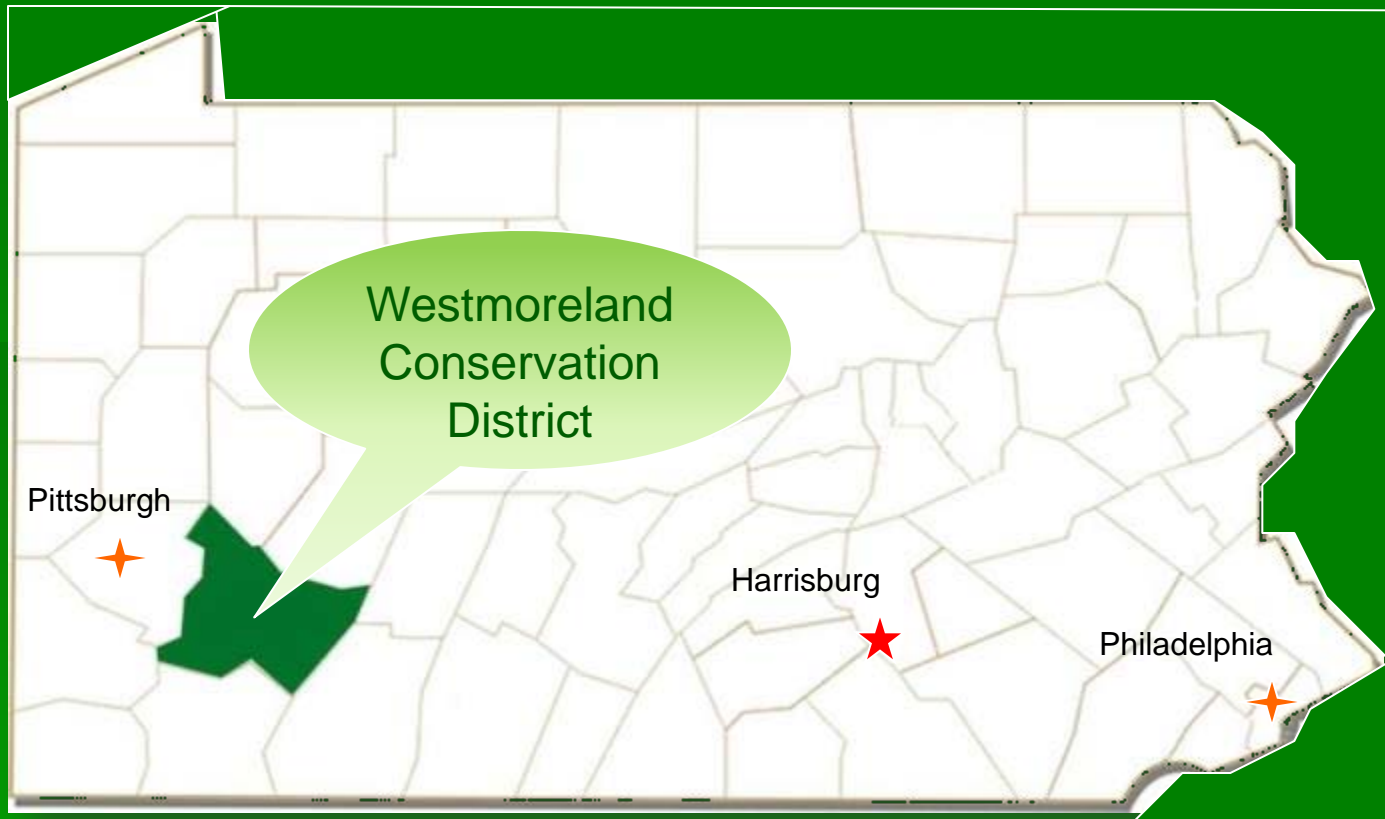 Westmoreland
Conservation
District
Pittsburgh
Harrisburg
Philadelphia